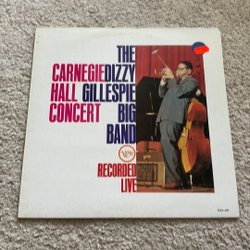 THE
CARNEGIE DIZZY
HALL GILLESPIE
CONCERT BIG
BAND
Verve
RECORDED
LIVE